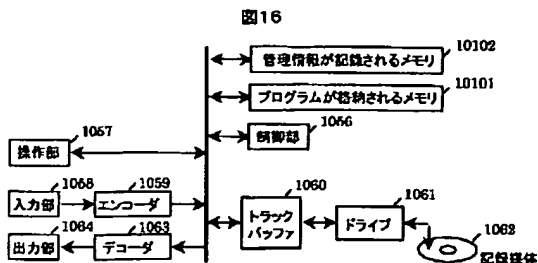 図16
10102
管理情報が記録されるメモリ
10101
プログラムが格納されるメモリ
1056
制御部
1057
操作部
1058
入力部
1059
エンコーダ
1060
トラック
バッファ
1061
ドライブ
1062
記録媒体
1064
出力部
1063
デコーダ